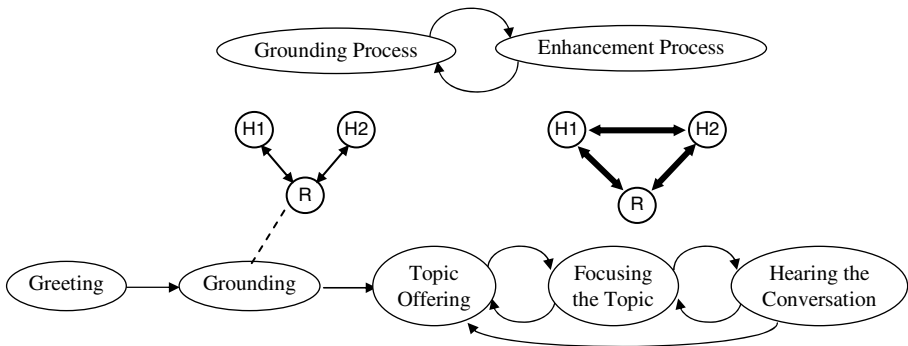 Grounding Process
Enhancement Process
H1
H2
R
H1
H2
R
Greeting
Grounding
Topic
Offering
Focusing
the Topic
Hearing the
Conversation